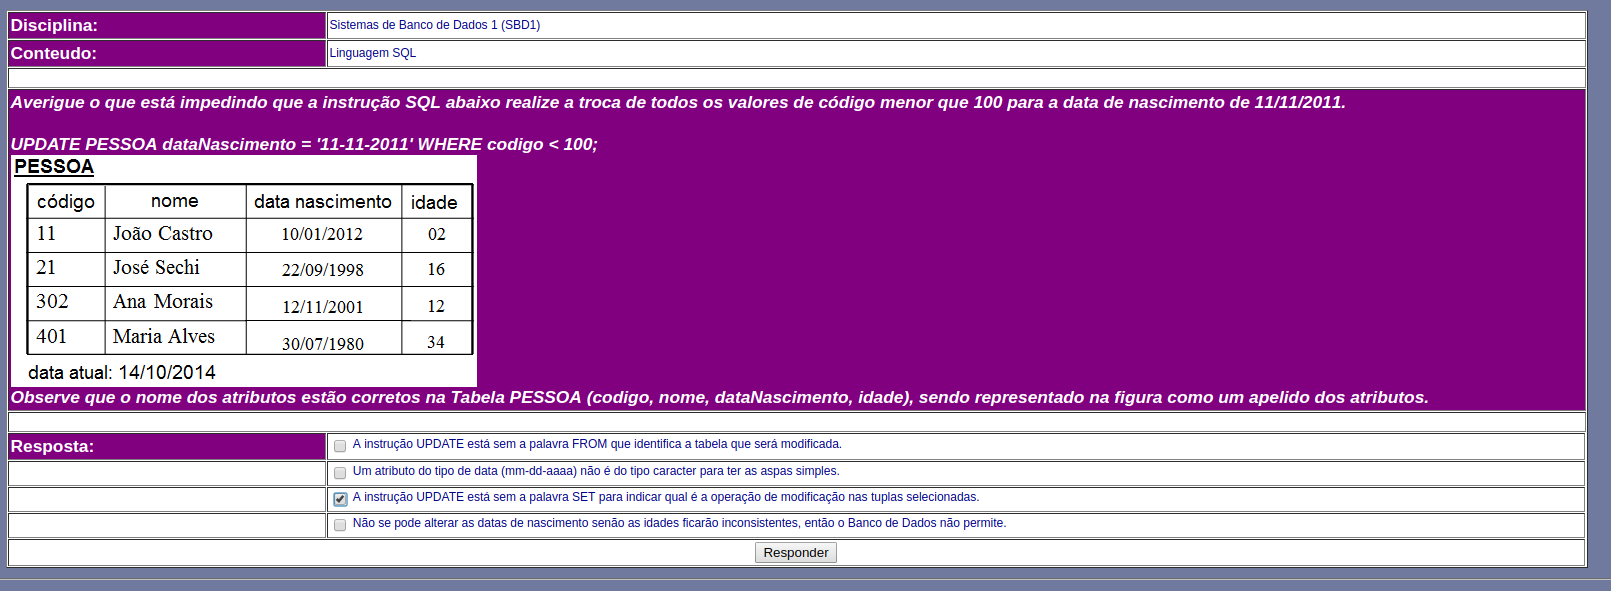 Disciplina: Sistemas de Banco de Dados 1 (SBD1)
Conteudo: Linguagem SQL
Averigue o que está impedindo que a instrução SQL abaixo realize a troca de todos os valores de código menor que 100 para a data de nascimento de 11/11/2011.
UPDATE PESSOA dataNascimento = '11-11-2011' WHERE codigo < 100;
PESSOA
código nome data nascimento idade
11 João Castro 10/01/2012 02
21 José Sechi 22/09/1998 16
302 Ana Morais 12/11/2001 12
401 Maria Alves 30/07/1980 34
data atual: 14/10/2014
Observe que o nome dos atributos estão corretos na Tabela PESSOA (codigo, nome, dataNascimento, idade), sendo representado na figura como um apelido dos atributos.
Resposta: A instrução UPDATE está sem a palavra FROM que identifica a tabela que será modificada.
Um atributo do tipo de data (mm-dd-aaaa) não é do tipo caracter para ter as aspas simples.
A instrução UPDATE está sem a palavra SET para indicar qual é a operação de modificação nas tuplas selecionadas.
Não se pode alterar as datas de nascimento senão as idades ficarão inconsistentes, então o Banco de Dados não permite.
Responder